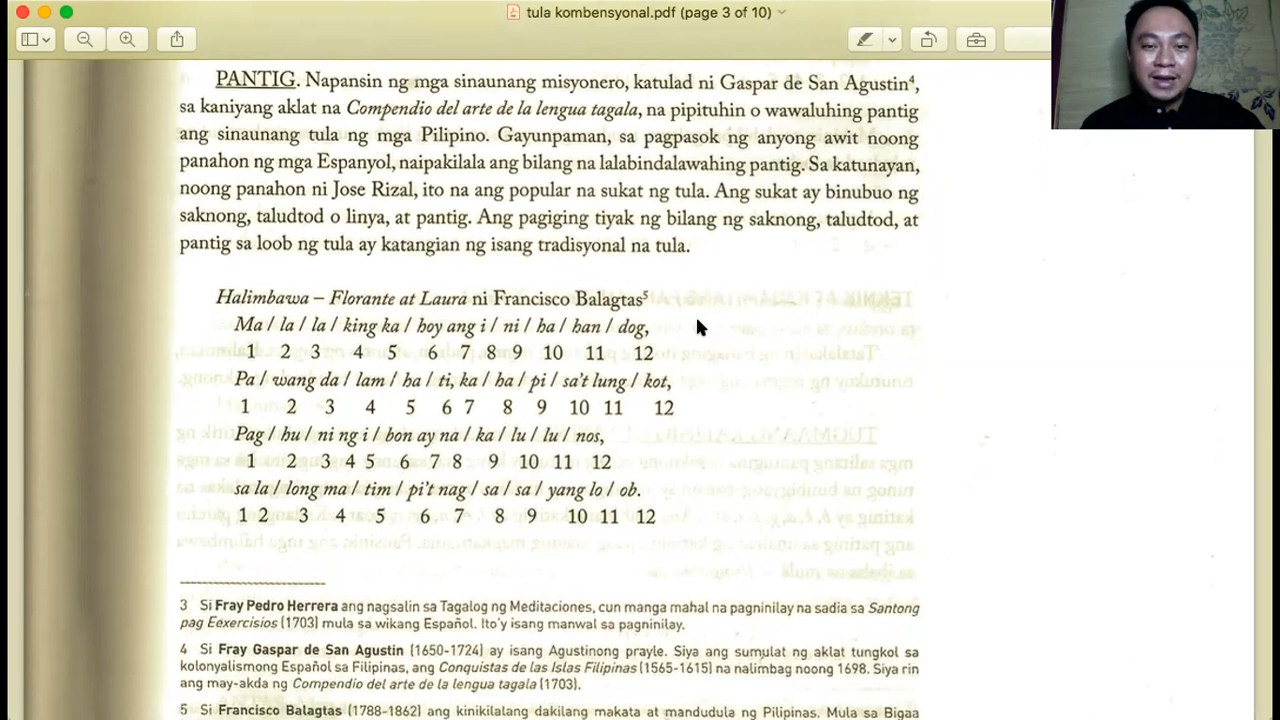 tula kombensyonal.pdf (page 3 of 10)
PANTIG. Napansin ng mga sinaunang misyonero, katulad ni Gaspar de San Agustin⁴,
sa kaniyang aklat na Compendio del arte de la lengua tagala, na pipituhin o wawaluhing pantig
ang sinaunang tula ng mga Pilipino. Gayunpaman, sa pagpasok ng anyong awit noong
panahon ng mga Espanyol, naipakilala ang bilang na lalabindalawahing pantig. Sa katunayan,
noong panahon ni Jose Rizal, ito na ang popular na sukat ng tula. Ang sukat ay binubuo ng
saknong, taludtod o linya, at pantig. Ang pagiging tiyak ng bilang ng saknong, taludtod, at
pantig sa loob ng tula ay katangian ng isang tradisyonal na tula.
Halimbawa – Florante at Laura ni Francisco Balagtas⁵
Ma / la / la / king ka / hoy ang i / ni / ha / han / dog,
1 2 3 4 5 6 7 8 9 10 11 12
Pa / wang da / lam / ha / ti, ka / ha / pi / sa't lung / kot,
1 2 3 4 5 6 7 8 9 10 11 12
Pag / hu / ni ng i / bon ay na / ka / lu / lu / nos,
1 2 3 4 5 6 7 8 9 10 11 12
sa la / long ma / tim / pi't nag / sa / sa / yang lo / ob.
1 2 3 4 5 6 7 8 9 10 11 12
3 Si Fray Pedro Herrera ang nagsalin sa Tagalog ng Meditaciones, cun manga mahal na pagninilay na sadia sa Santong
pag Eexercisios (1703) mula sa wikang Español. Ito'y isang manwal sa pagninilay.
4 Si Fray Gaspar de San Agustin (1650-1724) ay isang Agustinong prayle. Siya ang sumulat ng aklat tungkol sa
kolonyalismong Español sa Filipinas, ang Conquistas de las Islas Filipinas (1565-1615) na nalimbag noong 1698. Siya rin
ang may-akda ng Compendio del arte de la lengua tagala (1703).
5 Si Francisco Balagtas (1788-1862) ang kinikilalang dakilang makata at mandudula ng Pilipinas. Mula sa Bigaa